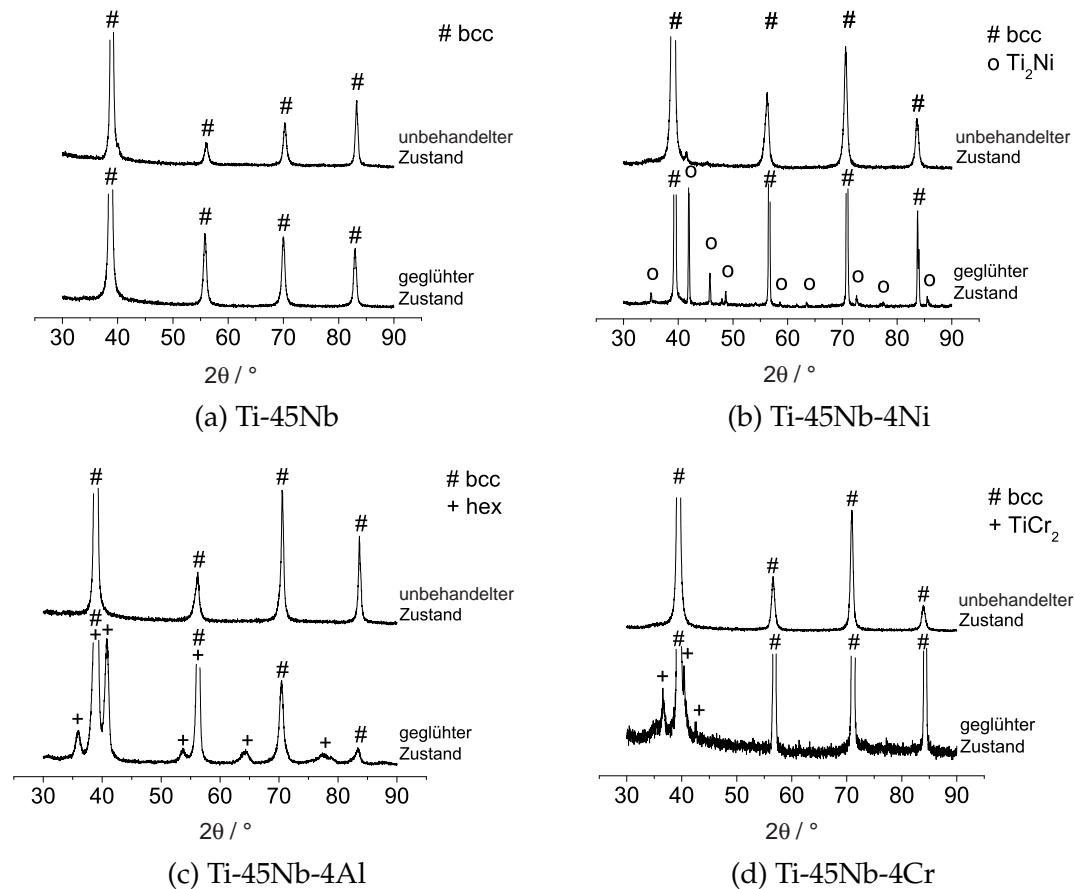 # # bcc
# #
#
unbehandelter
Zustand
#
# # #
geglühter
Zustand
30 40 50 60 70 80 90
2θ / °
(a) Ti-45Nb
# # #
# bcc
o Ti₂Ni
#
unbehandelter
Zustand
# o # # #
o o o o o o o o
geglühter
Zustand
30 40 50 60 70 80 90
2θ / °
(b) Ti-45Nb-4Ni
# #
# bcc
+ hex
# #
unbehandelter
Zustand
# #
+ + + #
+ + + + #
geglühter
Zustand
30 40 50 60 70 80 90
2θ / °
(c) Ti-45Nb-4Al
# #
# bcc
+ TiCr₂
# #
unbehandelter
Zustand
# # # #
+ + +
geglühter
Zustand
30 40 50 60 70 80 90
2θ / °
(d) Ti-45Nb-4Cr